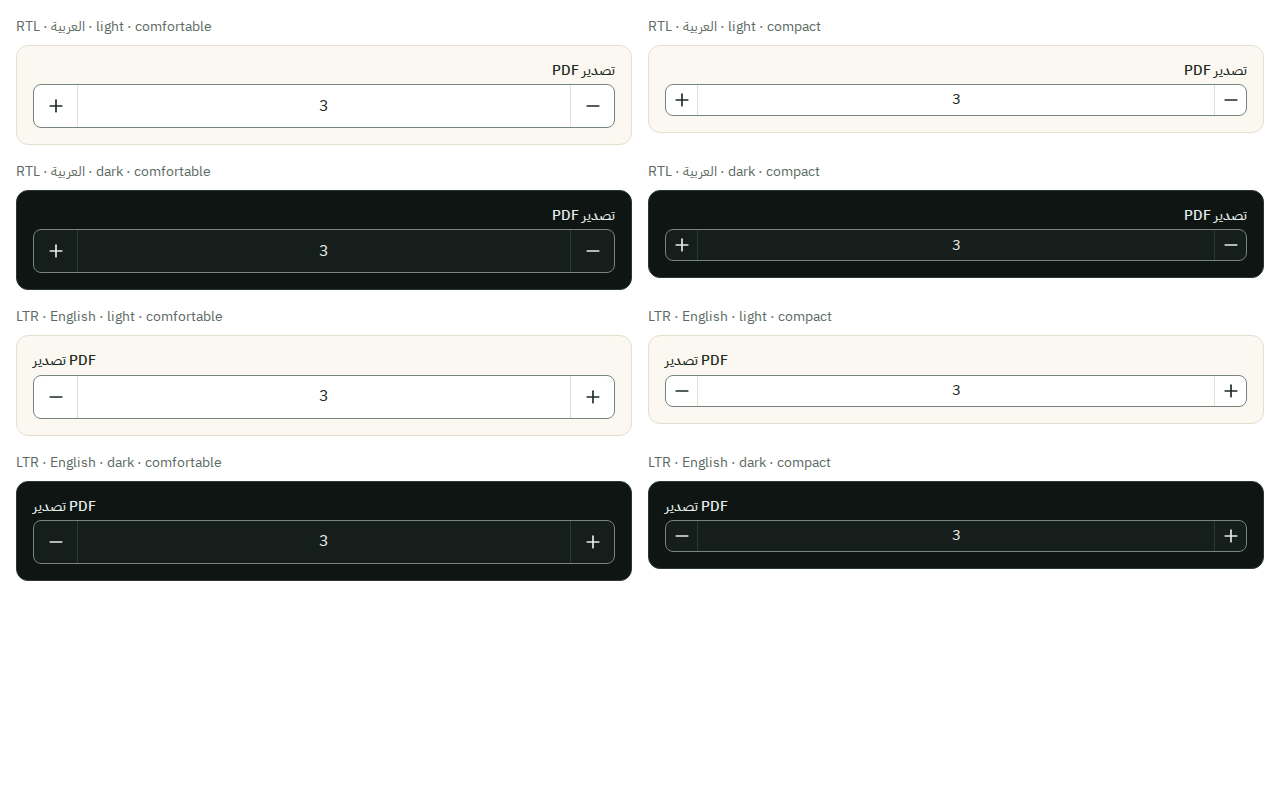 RTL · العربية · light · comfortable
تصدير PDF
+ 3 −
RTL · العربية · light · compact
تصدير PDF
+ 3 −
RTL · العربية · dark · comfortable
تصدير PDF
+ 3 −
RTL · العربية · dark · compact
تصدير PDF
+ 3 −
LTR · English · light · comfortable
تصدير PDF
− 3 +
LTR · English · light · compact
تصدير PDF
− 3 +
LTR · English · dark · comfortable
تصدير PDF
− 3 +
LTR · English · dark · compact
تصدير PDF
− 3 +